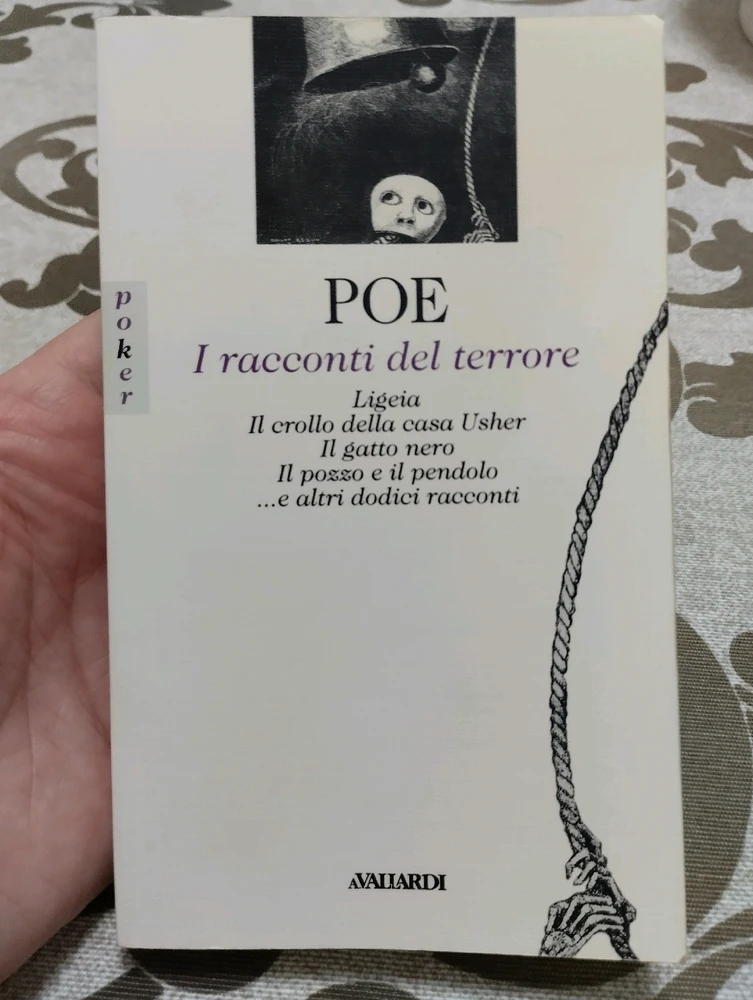 POE
I racconti del terrore
Ligeia
Il crollo della casa Usher
Il gatto nero
Il pozzo e il pendolo
...e altri dodici racconti
poker
A.VALLARDI